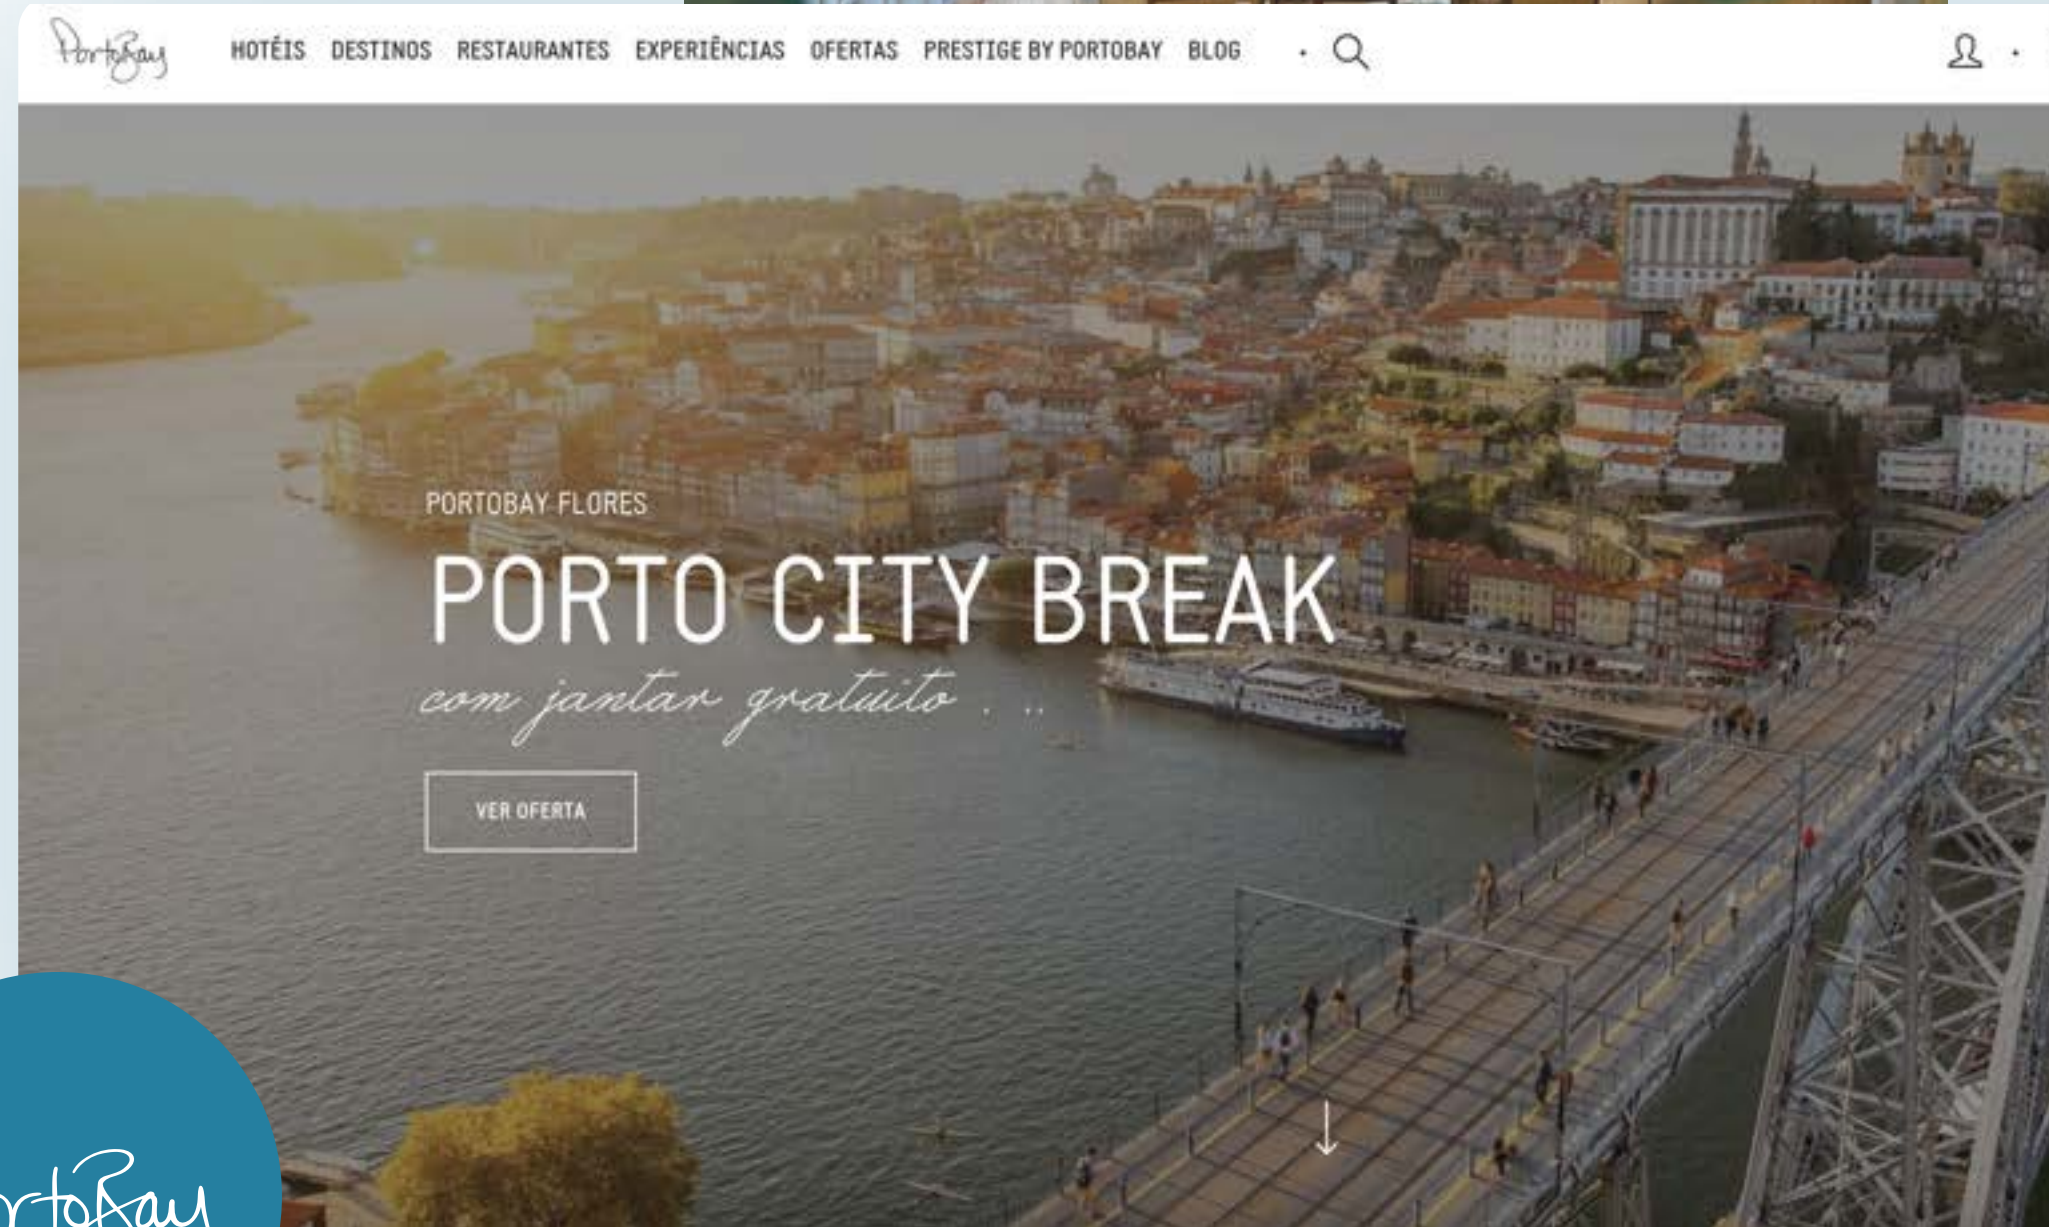 PortoBay
HOTÉIS DESTINOS RESTAURANTES EXPERIÊNCIAS OFERTAS PRESTIGE BY PORTOBAY BLOG
PORTOBAY FLORES
PORTO CITY BREAK
com jantar gratuito . ..
VER OFERTA
rtoBay